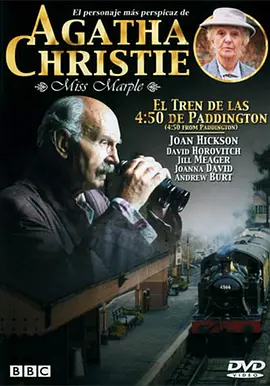 El personaje más perspicaz de
AGATHA
CHRISTIE
Miss Marple
EL TREN DE LAS
4:50 DE PADDINGTON
(4:50 FROM PADDINGTON)
JOAN HICKSON
DAVID HOROVITCH
JILL MEAGER
JOANNA DAVID
ANDREW BURT
4566
BBC
DVD
VIDEO